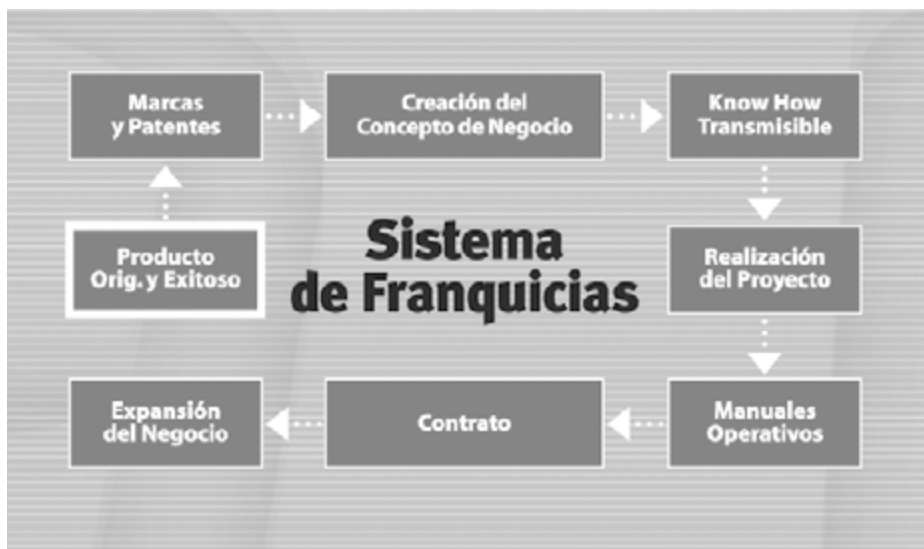 Marcas
y Patentes
Creación del
Concepto de Negocio
Know How
Transmisible
Producto
Orig. y Exitoso
Sistema
de Franquicias
Realización
del Proyecto
Expansión
del Negocio
Contrato
Manuales
Operativos